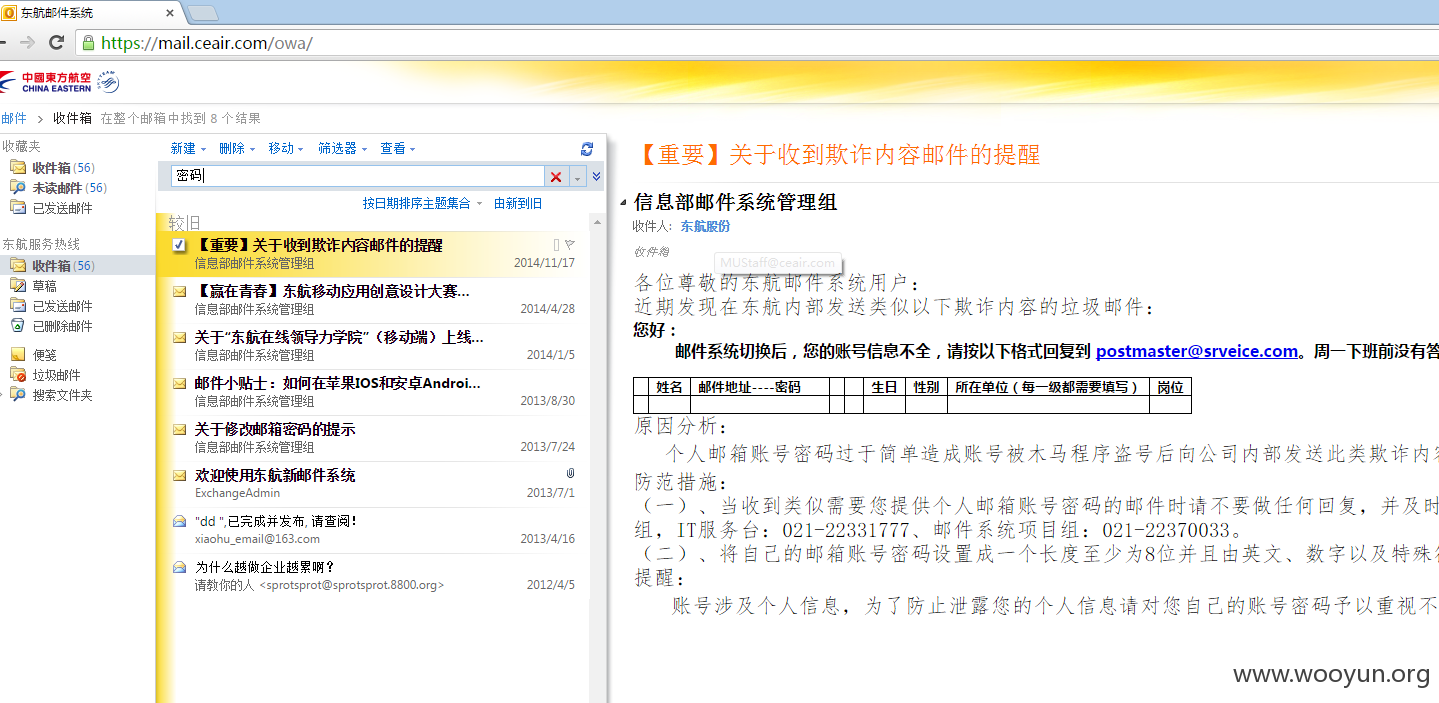 东航邮件系统
https://mail.ceair.com/owa/
中國東方航空
CHINA EASTERN
邮件 > 收件箱 在整个邮箱中找到 8 个结果
收藏夹
收件箱 (56)
未读邮件 (56)
已发送邮件
东航服务热线
收件箱 (56)
草稿
已发送邮件
已删除邮件
便笺
垃圾邮件
搜索文件夹
新建 删除 移动 筛选器 查看
密码
按日期排序主题集合 由新到旧
较旧
【重要】关于收到欺诈内容邮件的提醒
信息部邮件系统管理组 2014/11/17
【赢在青春】东航移动应用创意设计大赛...
信息部邮件系统管理组 2014/4/28
关于“东航在线领导力学院”（移动端）上线...
信息部邮件系统管理组 2014/1/5
邮件小贴士：如何在苹果IOS和安卓Androi...
信息部邮件系统管理组 2013/8/30
关于修改邮箱密码的提示
信息部邮件系统管理组 2013/7/24
欢迎使用东航新邮件系统
ExchangeAdmin 2013/7/1
"dd ",已完成并发布, 请查阅！
xiaohu_email@163.com 2013/4/16
为什么越做企业越累啊？
请教你的人 <sprotsprot@sprotsprot.8800.org> 2012/4/5
【重要】关于收到欺诈内容邮件的提醒
信息部邮件系统管理组
收件人: 东航股份
收件箱
MUStaff@ceair.com
各位尊敬的东航邮件系统用户：
近期发现在东航内部发送类似以下欺诈内容的垃圾邮件：
您好：
邮件系统切换后，您的账号信息不全，请按以下格式回复到 postmaster@srveice.com。周一下班前没有答
姓名 邮件地址----密码 生日 性别 所在单位（每一级都需要填写） 岗位
原因分析：
个人邮箱账号密码过于简单造成账号被木马程序盗号后向公司内部发送此类欺诈内容
防范措施：
（一）、当收到类似需要您提供个人邮箱账号密码的邮件时请不要做任何回复，并及时
组，IT服务台：021-22331777、邮件系统项目组：021-22370033。
（二）、将自己的邮箱账号密码设置成一个长度至少为8位并且由英文、数字以及特殊符
提醒：
账号涉及个人信息，为了防止泄露您的个人信息请对您自己的账号密码予以重视不
www.wooyun.org